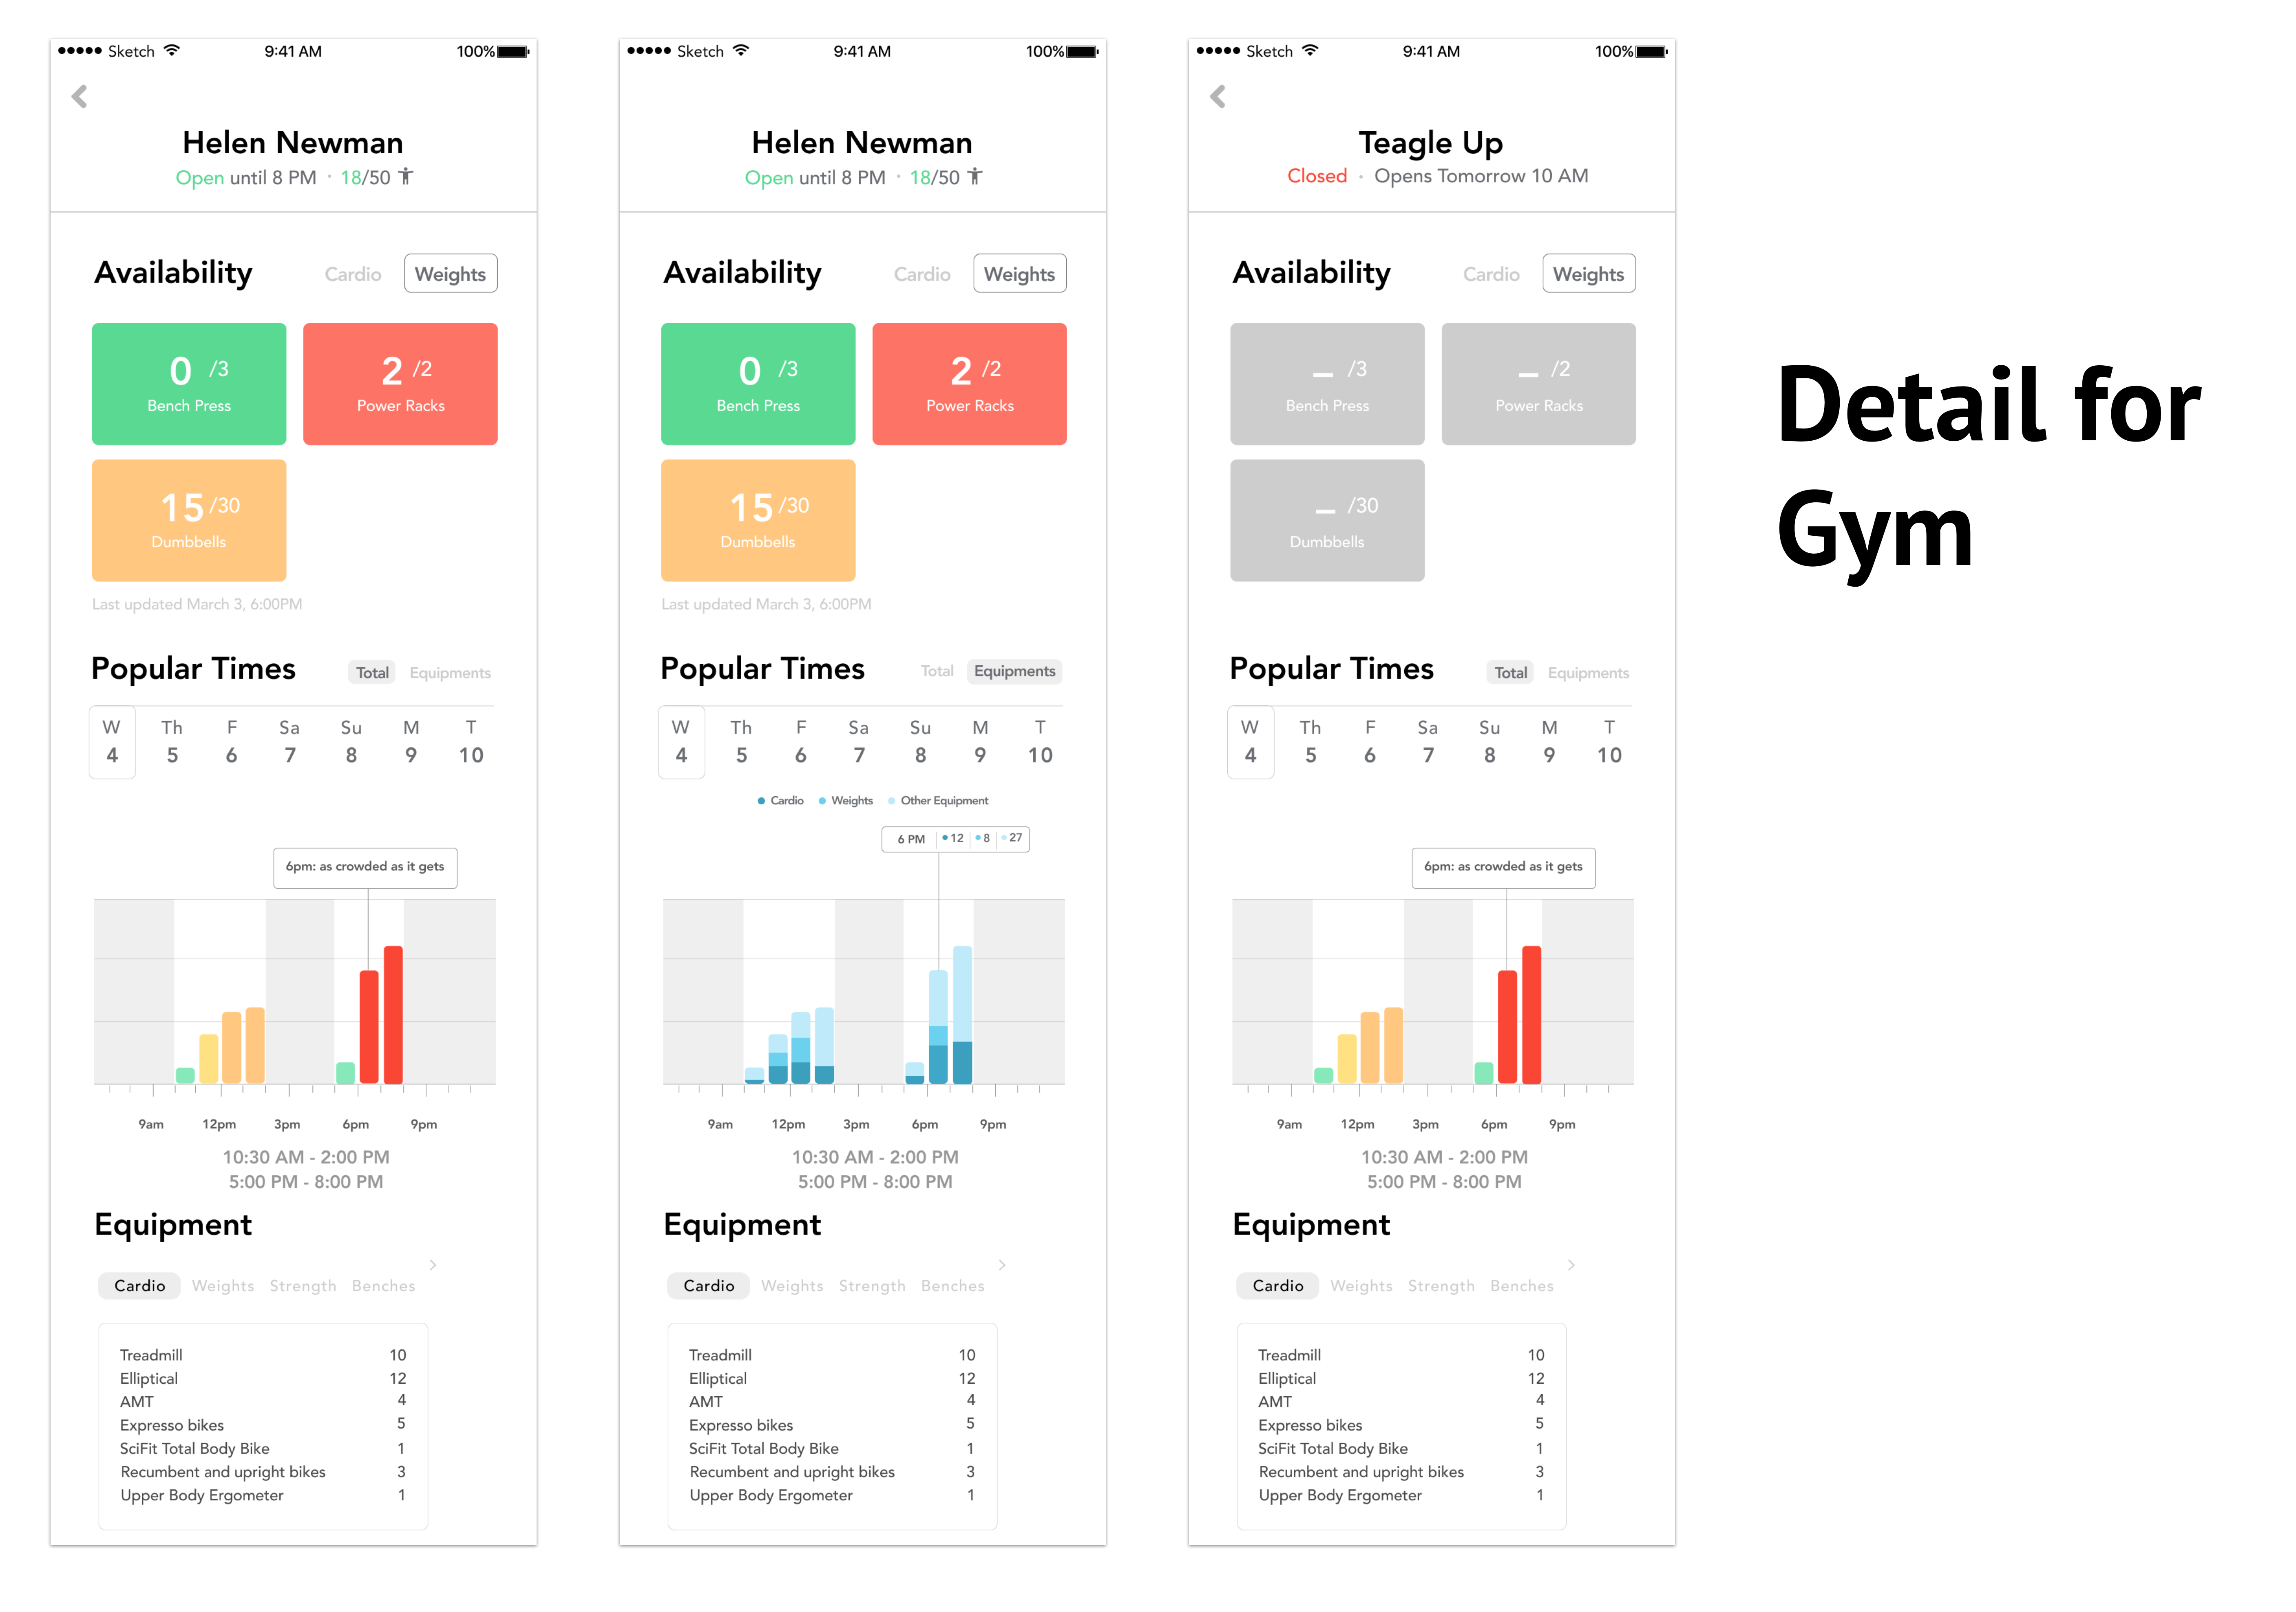 Sketch 9:41 AM 100%
Helen Newman
Open until 8 PM · 18/50
Availability Cardio Weights
0 /3 2 /2
Bench Press Power Racks
15 /30
Dumbbells
Last updated March 3, 6:00PM
Popular Times Total Equipments
W Th F Sa Su M T
4 5 6 7 8 9 10
6pm: as crowded as it gets
9am 12pm 3pm 6pm 9pm
10:30 AM - 2:00 PM
5:00 PM - 8:00 PM
Equipment
Cardio Weights Strength Benches >
Treadmill 10
Elliptical 12
AMT 4
Expresso bikes 5
SciFit Total Body Bike 1
Recumbent and upright bikes 3
Upper Body Ergometer 1
Sketch 9:41 AM 100%
Helen Newman
Open until 8 PM · 18/50
Availability Cardio Weights
0 /3 2 /2
Bench Press Power Racks
15 /30
Dumbbells
Last updated March 3, 6:00PM
Popular Times Total Equipments
W Th F Sa Su M T
4 5 6 7 8 9 10
Cardio Weights Other Equipment
6 PM 12 8 27
9am 12pm 3pm 6pm 9pm
10:30 AM - 2:00 PM
5:00 PM - 8:00 PM
Equipment
Cardio Weights Strength Benches >
Treadmill 10
Elliptical 12
AMT 4
Expresso bikes 5
SciFit Total Body Bike 1
Recumbent and upright bikes 3
Upper Body Ergometer 1
Sketch 9:41 AM 100%
Teagle Up
Closed · Opens Tomorrow 10 AM
Availability Cardio Weights
– /3 – /2
Bench Press Power Racks
– /30
Dumbbells
Popular Times Total Equipments
W Th F Sa Su M T
4 5 6 7 8 9 10
6pm: as crowded as it gets
9am 12pm 3pm 6pm 9pm
10:30 AM - 2:00 PM
5:00 PM - 8:00 PM
Equipment
Cardio Weights Strength Benches >
Treadmill 10
Elliptical 12
AMT 4
Expresso bikes 5
SciFit Total Body Bike 1
Recumbent and upright bikes 3
Upper Body Ergometer 1
Detail for
Gym